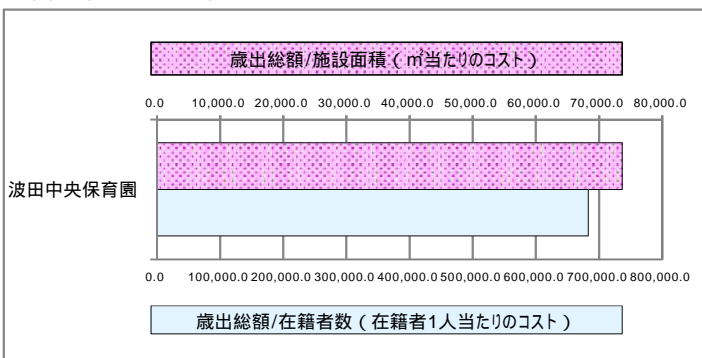 歳出総額/施設面積（㎡当たりのコスト）
0.0 10,000.0 20,000.0 30,000.0 40,000.0 50,000.0 60,000.0 70,000.0 80,000.0
波田中央保育園
0.0 100,000.0 200,000.0 300,000.0 400,000.0 500,000.0 600,000.0 700,000.0 800,000.0
歳出総額/在籍者数（在籍者1人当たりのコスト）